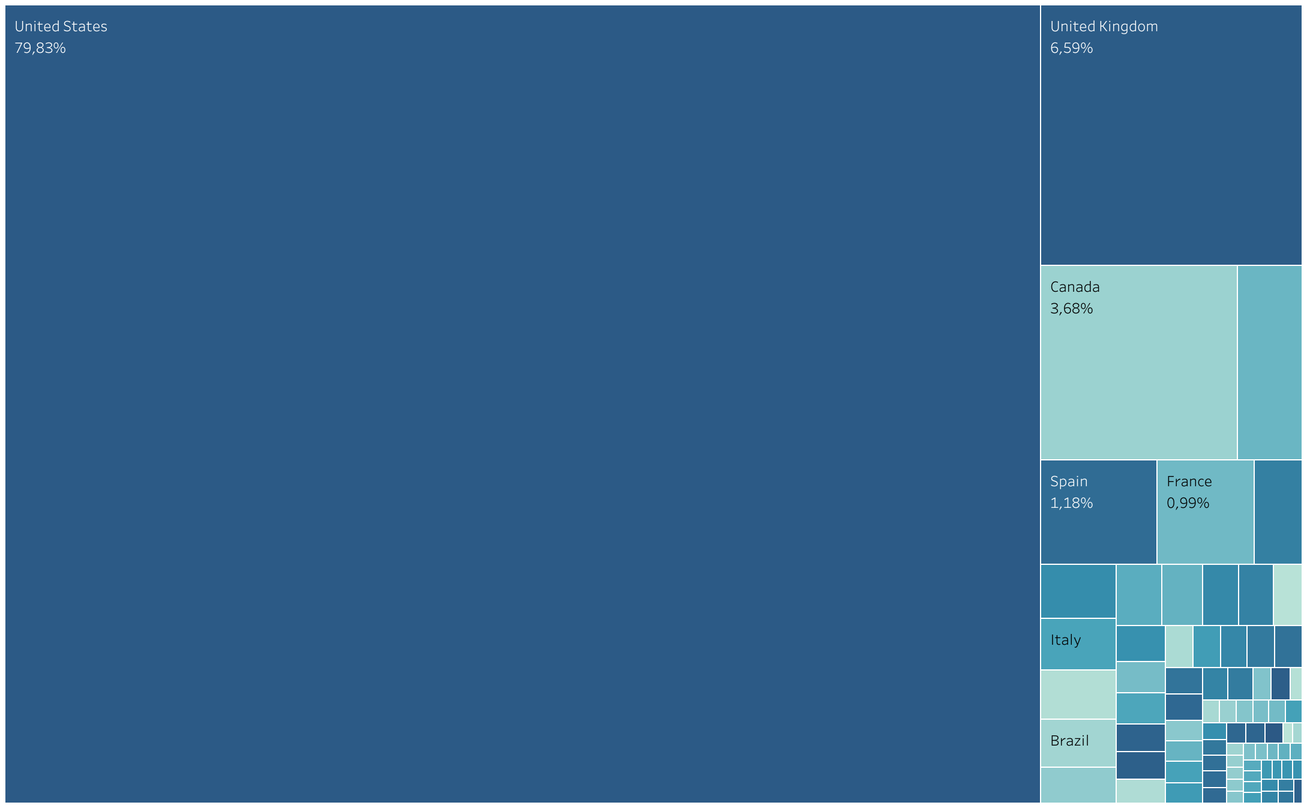 United States
79,83%
United Kingdom
6,59%
Canada
3,68%
Spain
1,18%
France
0,99%
Italy
Brazil